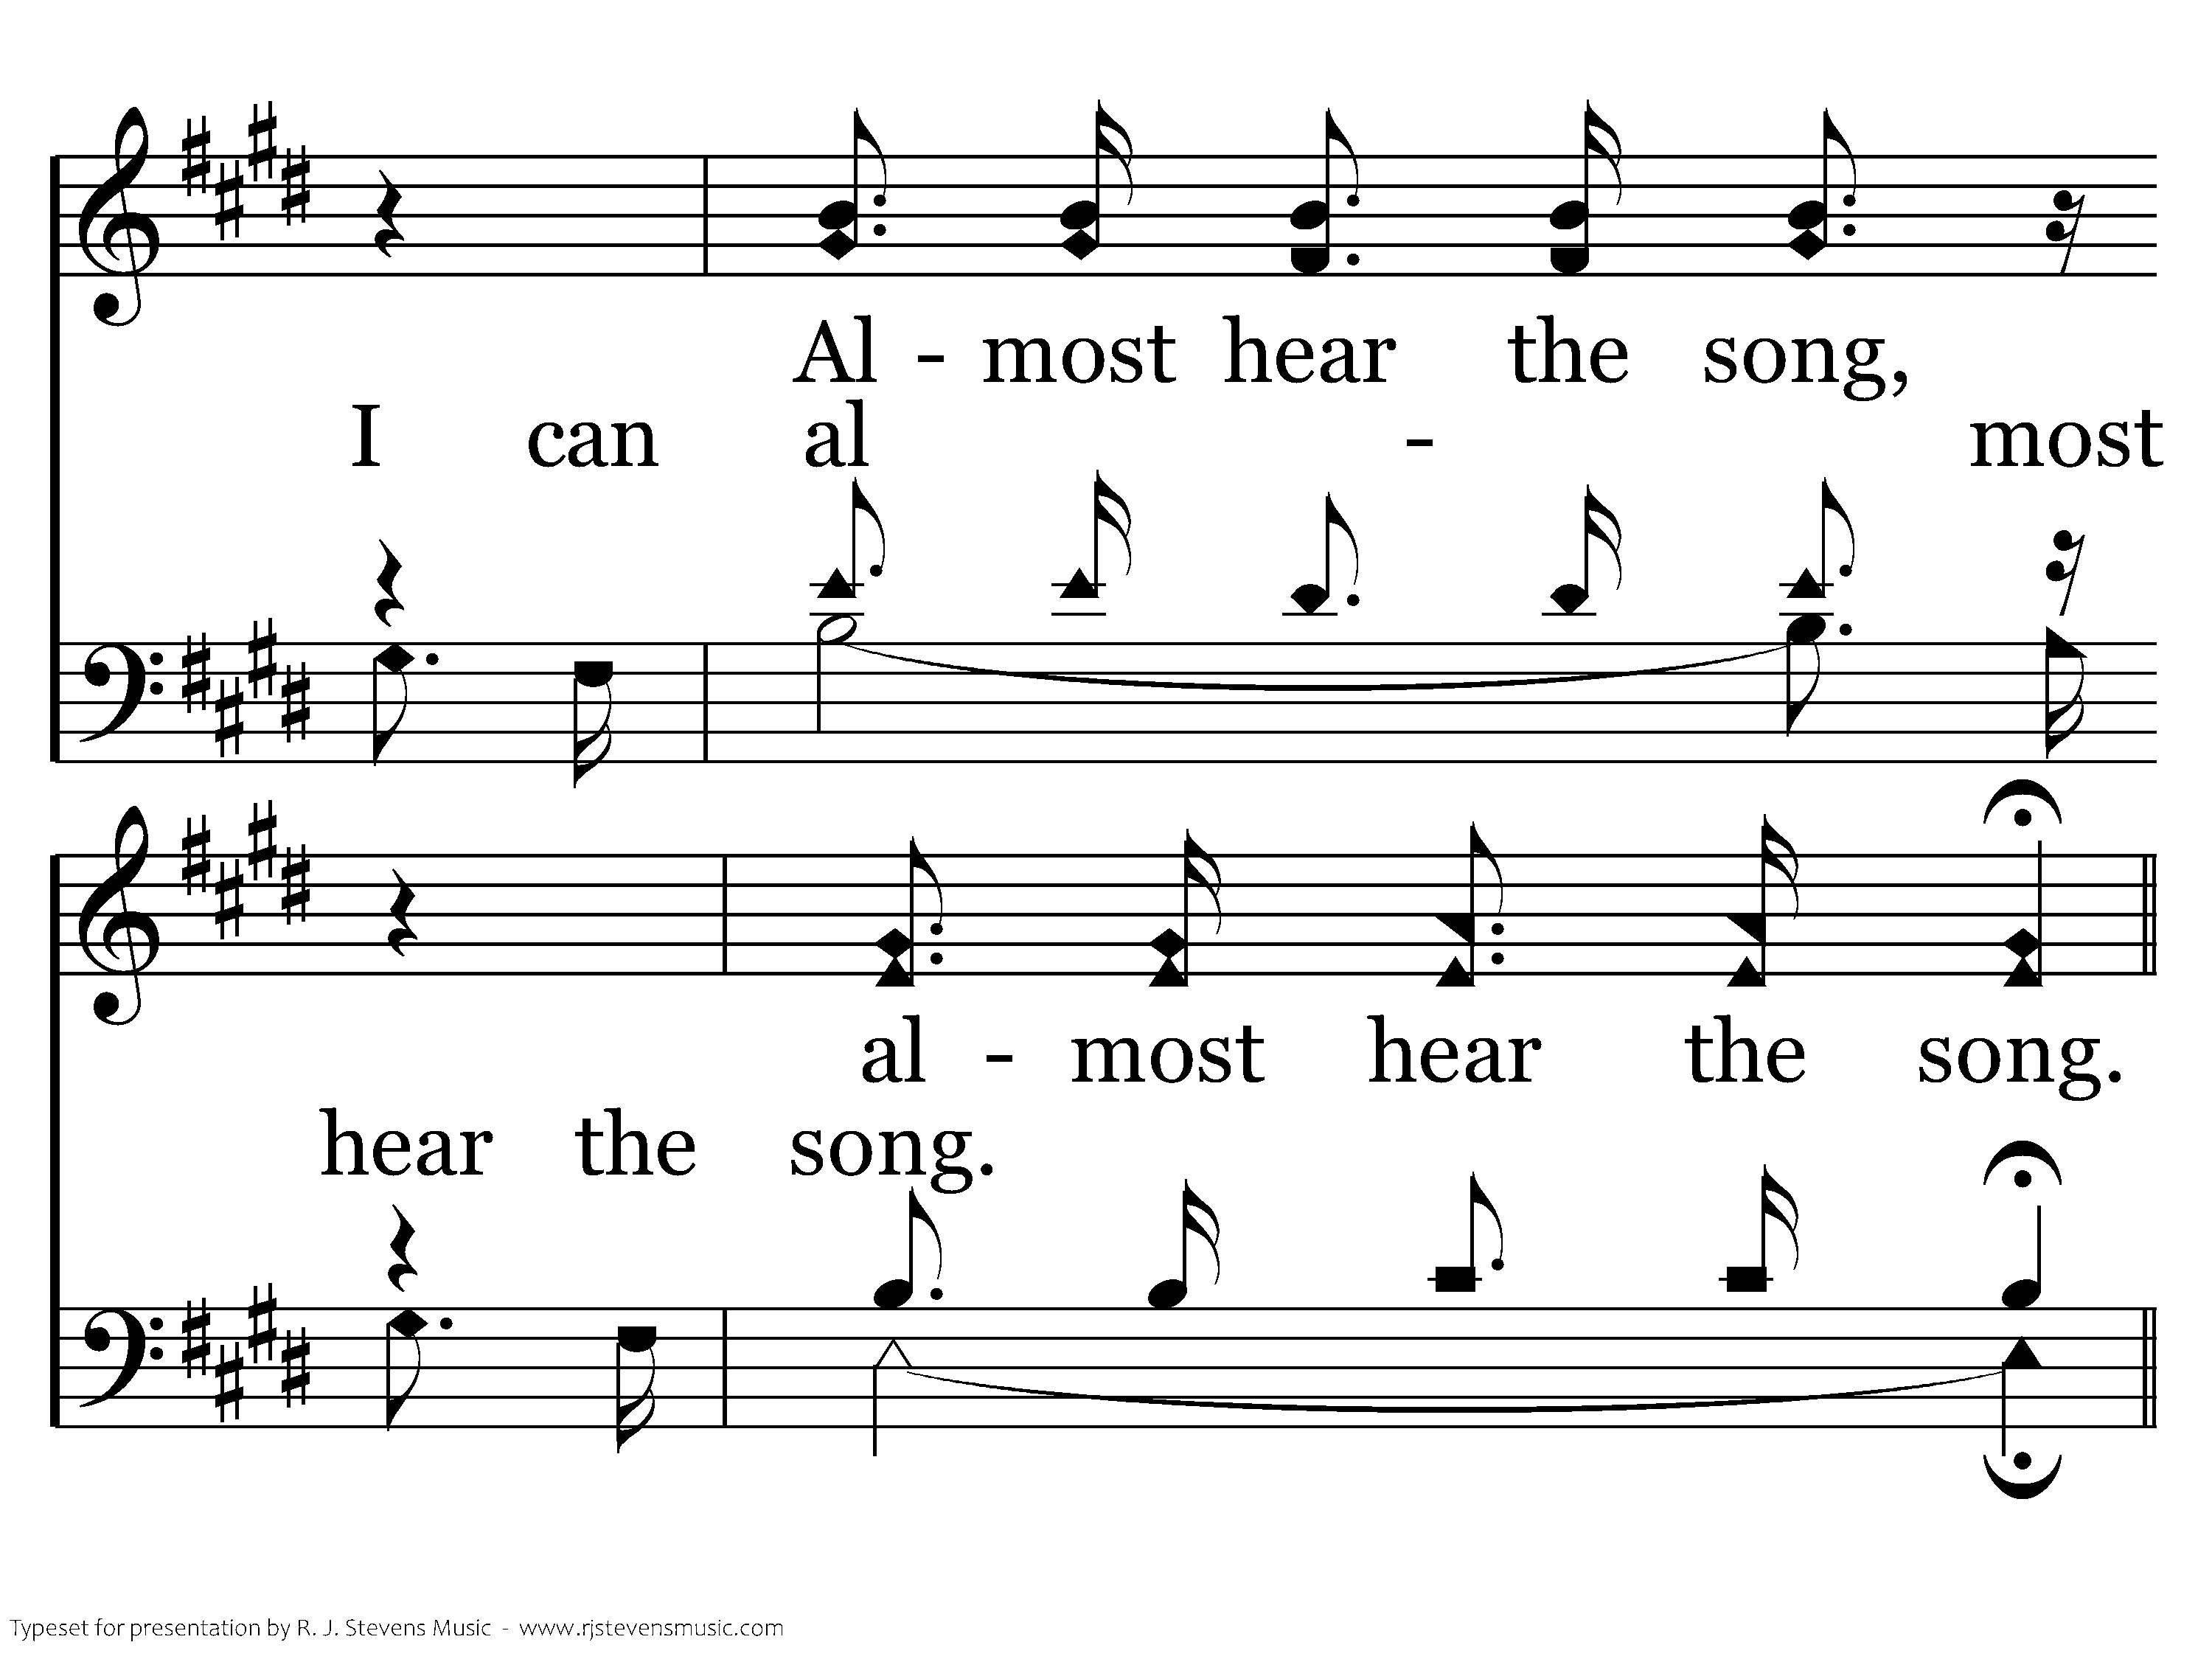 Al - most hear the song,
I can al - most
al - most hear the song.
hear the song.
Typeset for presentation by R. J. Stevens Music - www.rjstevensmusic.com